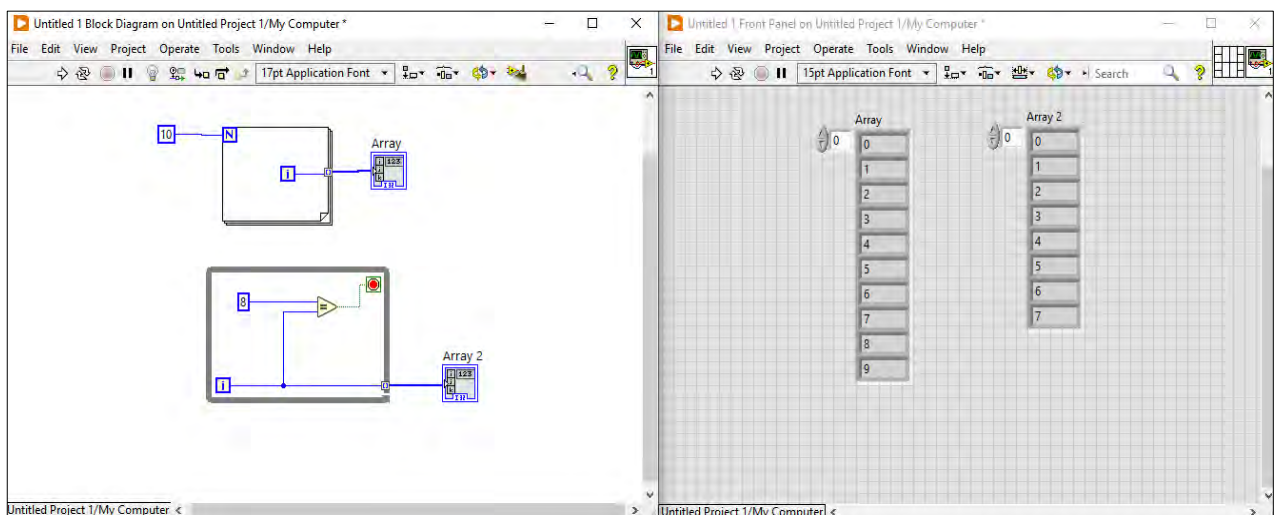 Untitled 1 Block Diagram on Untitled Project 1/My Computer *
File Edit View Project Operate Tools Window Help
17pt Application Font
1
10
N
i
Array
123
8
=
i
Array 2
123
Untitled Project 1/My Computer
Untitled 1 Front Panel on Untitled Project 1/My Computer *
File Edit View Project Operate Tools Window Help
15pt Application Font
Search
1
Array
0
0
1
2
3
4
5
6
7
8
9
Array 2
0
0
1
2
3
4
5
6
7
Untitled Project 1/My Computer